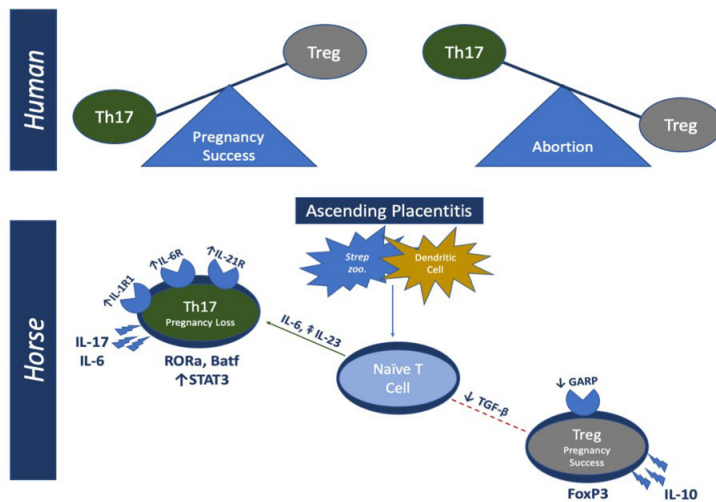 Human
Th17
Treg
Pregnancy
Success
Th17
Treg
Abortion
Horse
Ascending Placentitis
Strep
zoo.
Dendritic
Cell
↑IL-1R1
↑IL-6R
↑IL-21R
Th17
Pregnancy Loss
IL-17
IL-6
RORa, Batf
↑STAT3
IL-6, ⇞ IL-23
Naïve T
Cell
↓ TGF-β
↓ GARP
Treg
Pregnancy
Success
FoxP3
IL-10